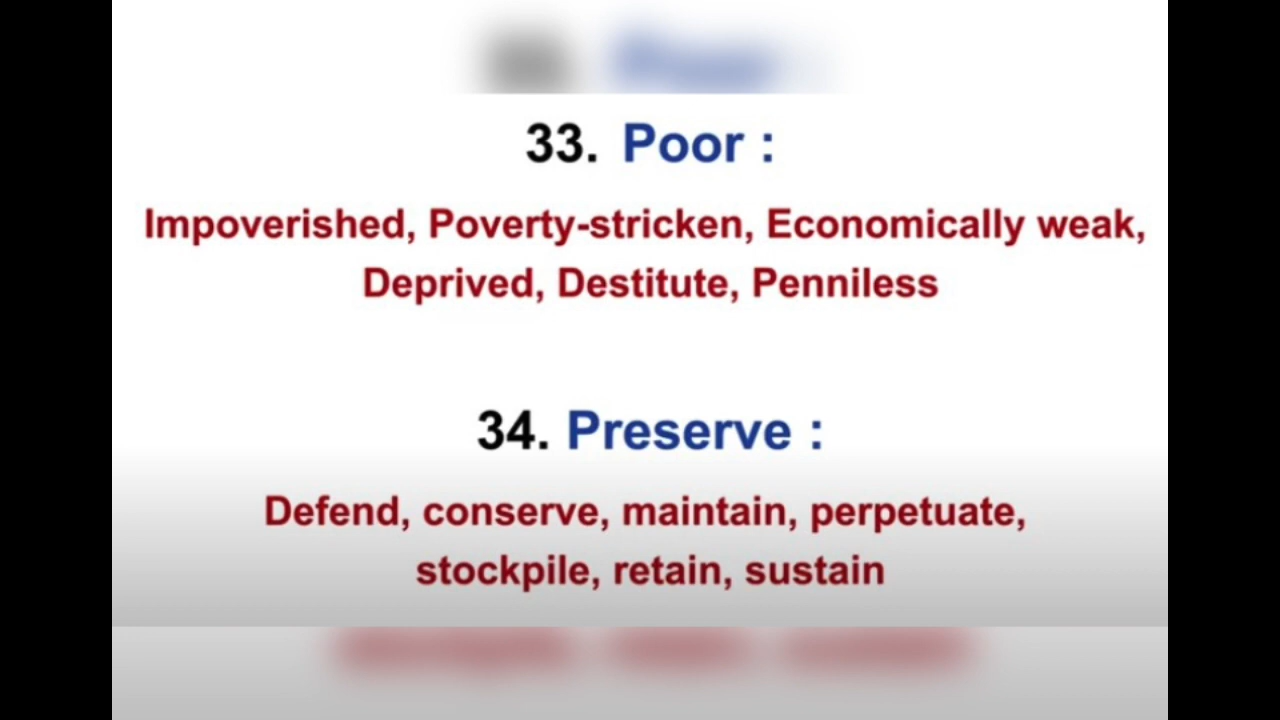 33. Poor :
Impoverished, Poverty-stricken, Economically weak,
Deprived, Destitute, Penniless
34. Preserve :
Defend, conserve, maintain, perpetuate,
stockpile, retain, sustain